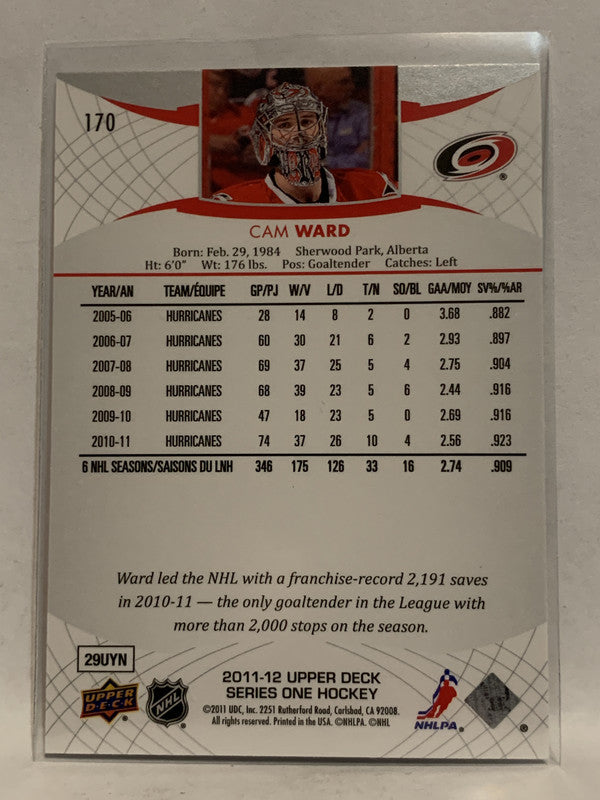 170
®
CAM WARD
Born: Feb. 29, 1984 Sherwood Park, Alberta
Ht: 6'0" Wt: 176 lbs. Pos: Goaltender Catches: Left
YEAR/AN TEAM/ÉQUIPE GP/PJ W/V L/D T/N SO/BL GAA/MOY SV%/%AR
2005-06 HURRICANES 28 14 8 2 0 3.68 .882
2006-07 HURRICANES 60 30 21 6 2 2.93 .897
2007-08 HURRICANES 69 37 25 5 4 2.75 .904
2008-09 HURRICANES 68 39 23 5 6 2.44 .916
2009-10 HURRICANES 47 18 23 5 0 2.69 .916
2010-11 HURRICANES 74 37 26 10 4 2.56 .923
6 NHL SEASONS/SAISONS DU LNH 346 175 126 33 16 2.74 .909
Ward led the NHL with a franchise-record 2,191 saves
in 2010-11 — the only goaltender in the League with
more than 2,000 stops on the season.
29UYN
UPPER DECK ®
NHL ®
2011-12 UPPER DECK
SERIES ONE HOCKEY
©2011 UDC, Inc. 2251 Rutherford Road, Carlsbad, CA 92008.
All rights reserved. Printed in the USA. ©NHLPA. ©NHL
NHLPA.
®